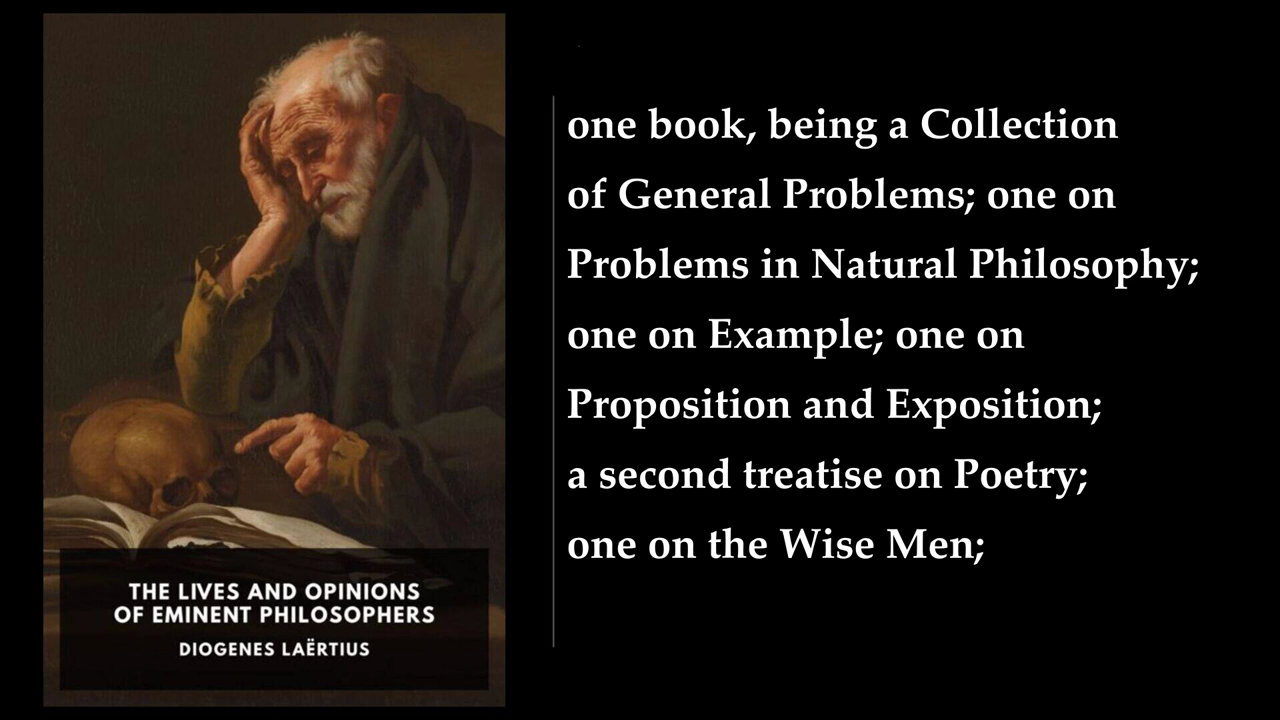 THE LIVES AND OPINIONS
OF EMINENT PHILOSOPHERS
DIOGENES LAËRTIUS
one book, being a Collection
of General Problems; one on
Problems in Natural Philosophy;
one on Example; one on
Proposition and Exposition;
a second treatise on Poetry;
one on the Wise Men;